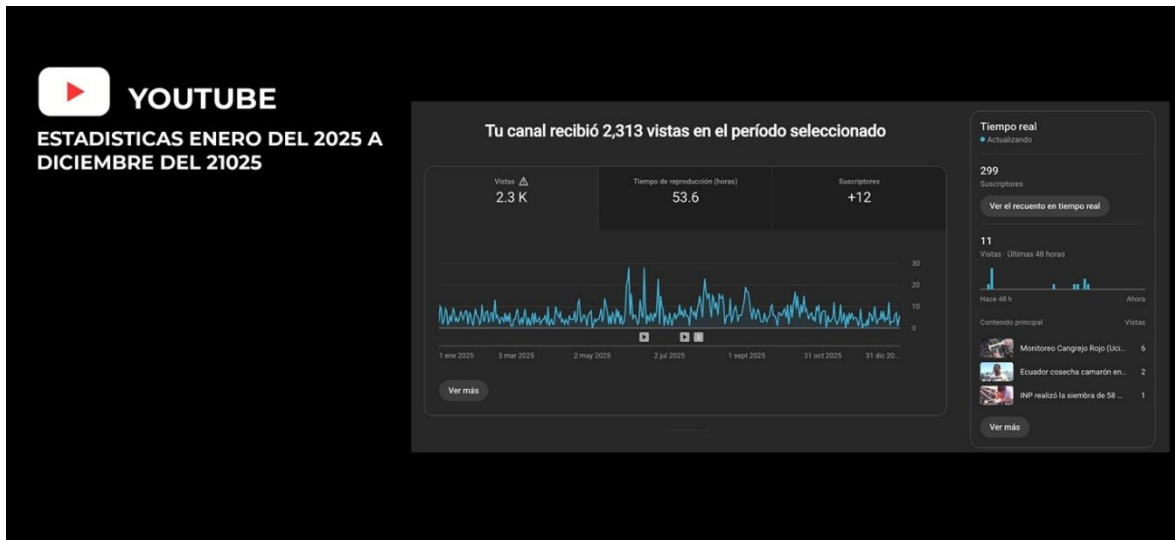 YOUTUBE
ESTADISTICAS ENERO DEL 2025 A
DICIEMBRE DEL 21025
Tu canal recibió 2,313 vistas en el período seleccionado
Vistas
2.3 K
Tiempo de reproducción (horas)
53.6
Suscriptores
+12
30
20
10
0
1 ene 2025
3 mar 2025
2 may 2025
2 jul 2025
1 sept 2025
31 oct 2025
31 dic 20...
Ver más
Tiempo real
Actualizando
299
Suscriptores
Ver el recuento en tiempo real
11
Vistas · Últimas 48 horas
Hace 48 h
Ahora
Contenido principal
Vistas
Monitoreo Cangrejo Rojo (Uci... 6
Ecuador cosecha camarón en... 2
INP realizó la siembra de 58 ... 1
Ver más